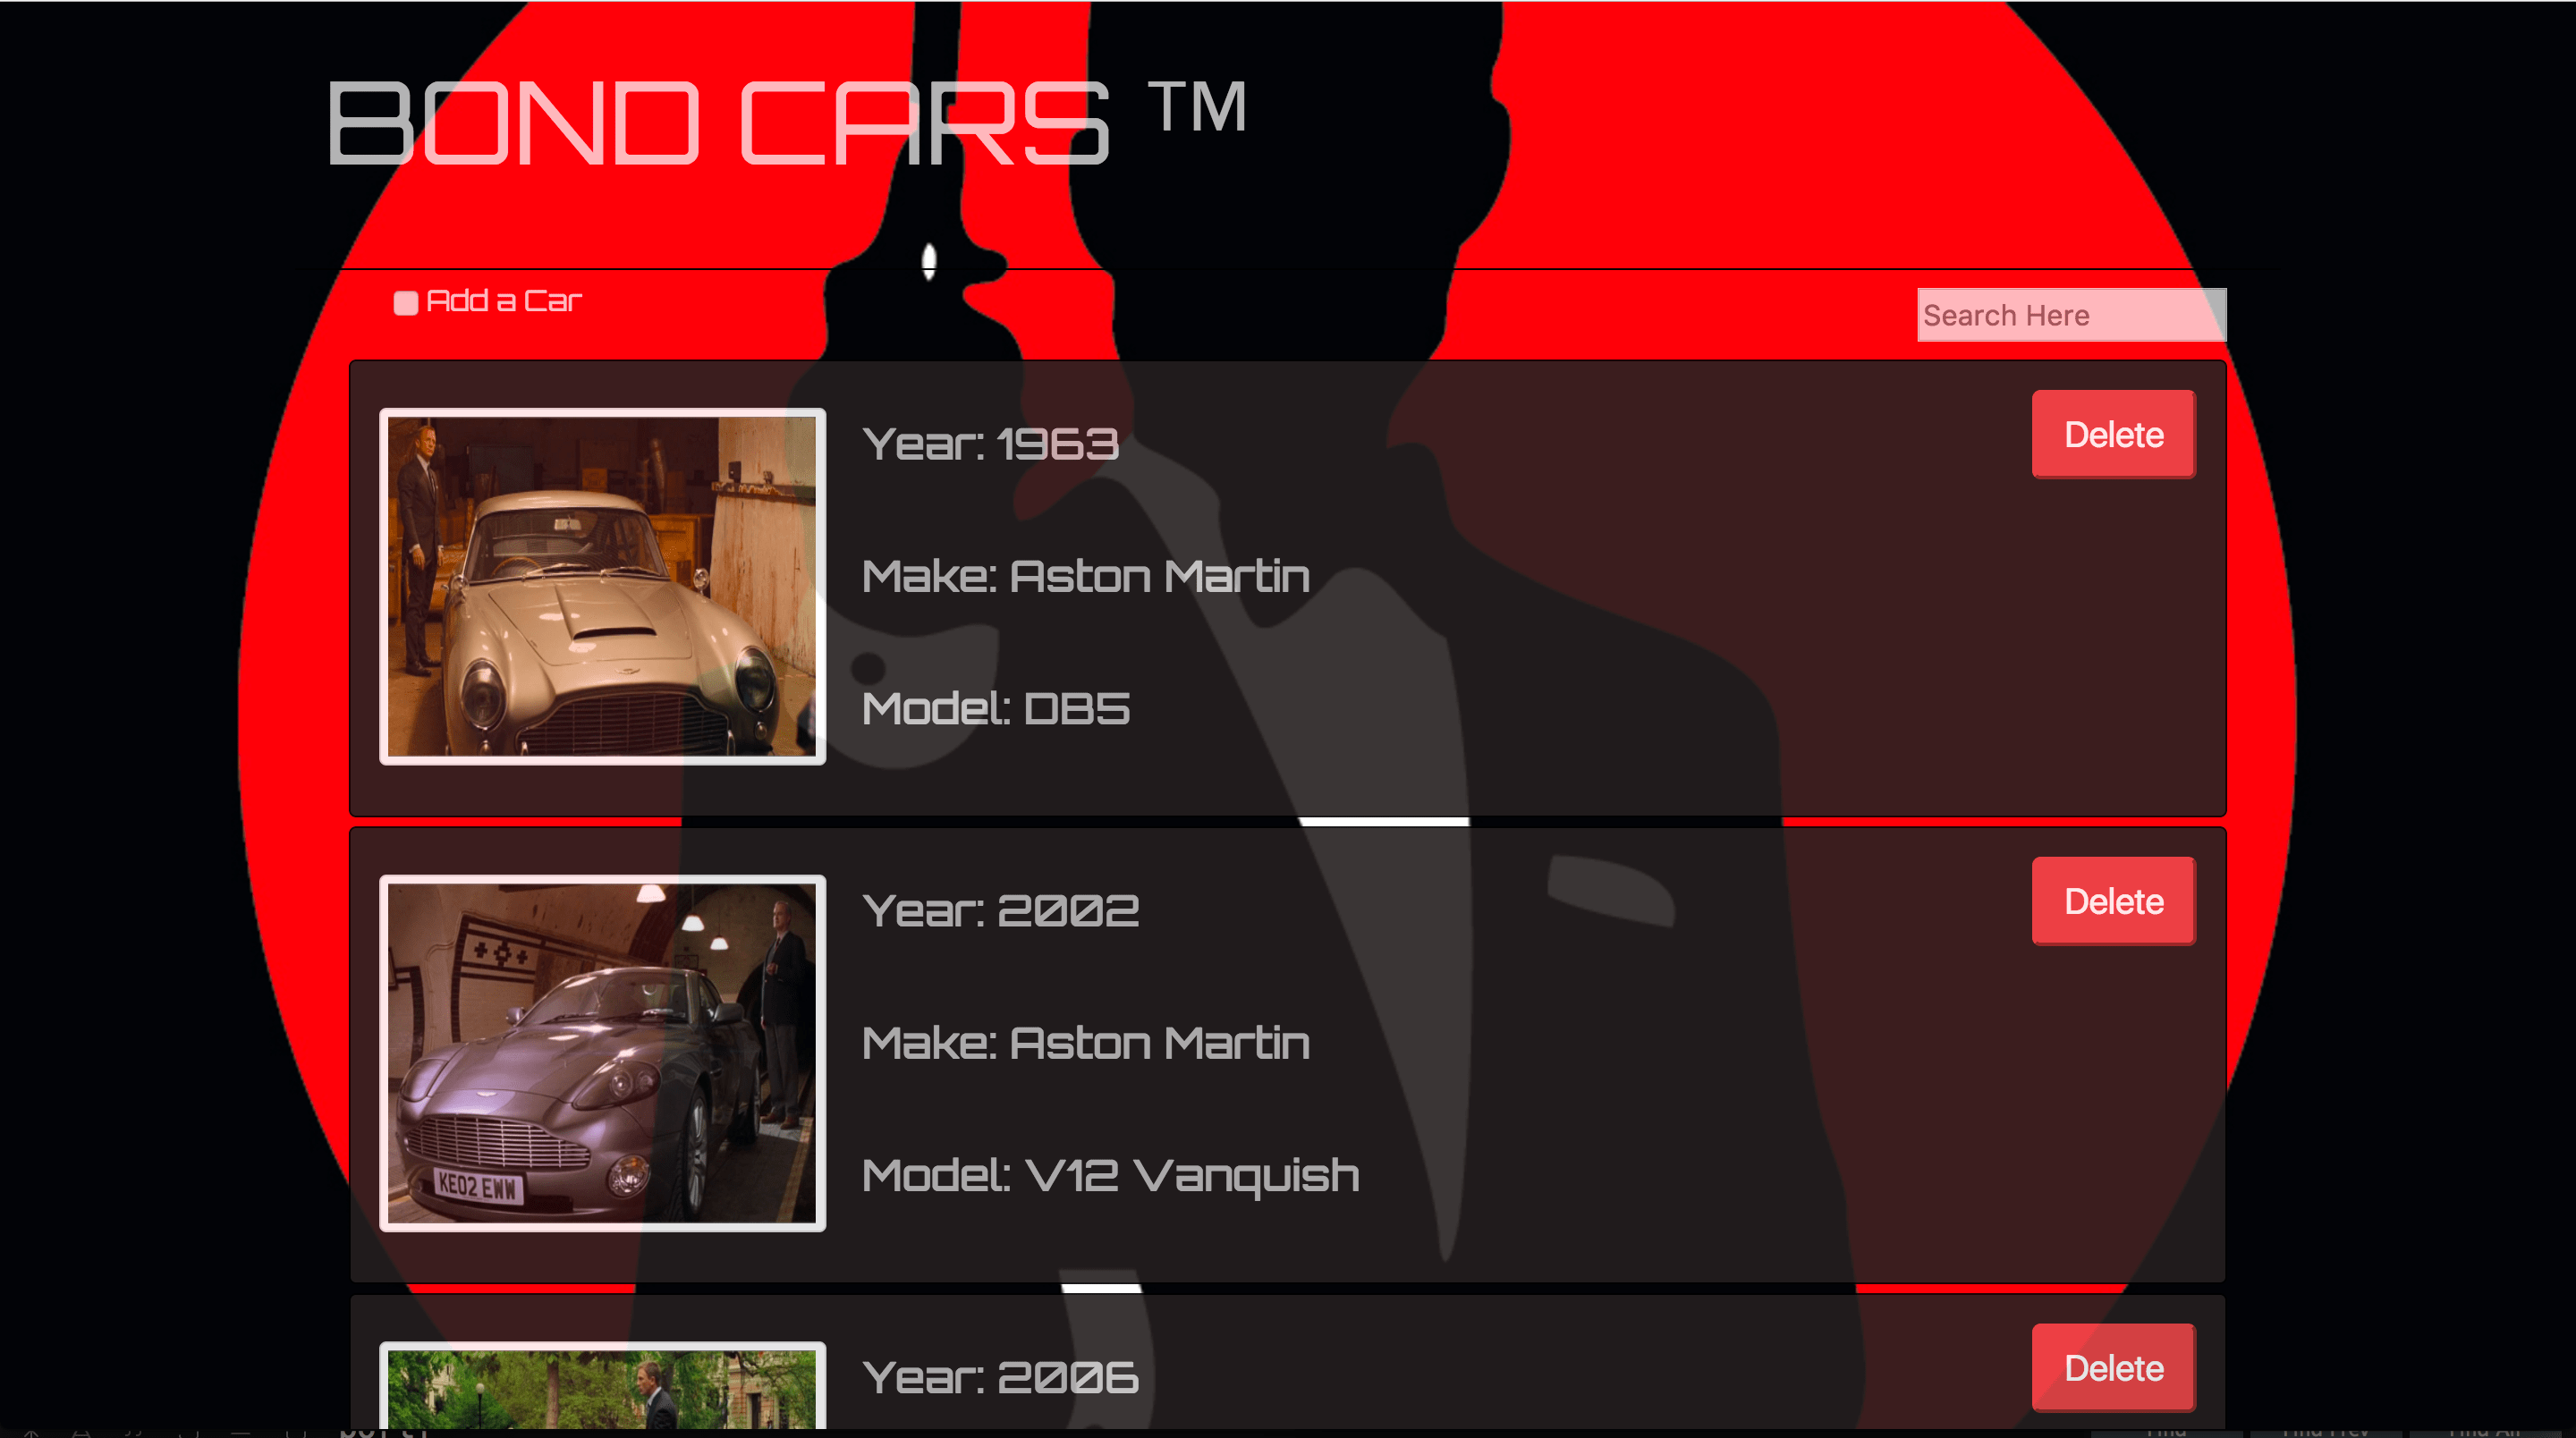 BOND CARS ™
Add a Car
Search Here
Year: 1963
Delete
Make: Aston Martin
Model: DB5
Year: 2002
Delete
Make: Aston Martin
Model: V12 Vanquish
KE02 EWW
Year: 2006
Delete